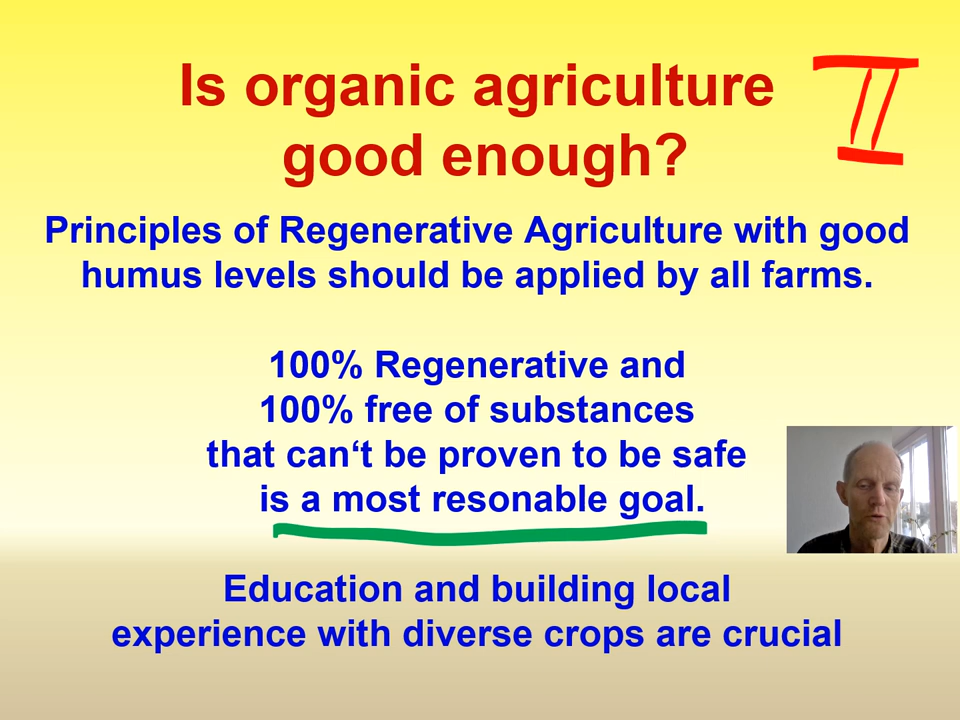 Is organic agriculture
good enough?
II
Principles of Regenerative Agriculture with good
humus levels should be applied by all farms.
100% Regenerative and
100% free of substances
that can‘t be proven to be safe
is a most resonable goal.
Education and building local
experience with diverse crops are crucial